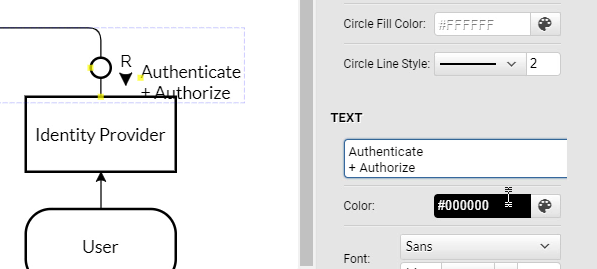 R
Authenticate
+ Authorize
Identity Provider
User
Circle Fill Color:
#FFFFFF
Circle Line Style:
2
TEXT
Authenticate
+ Authorize
Color:
#000000
Font:
Sans